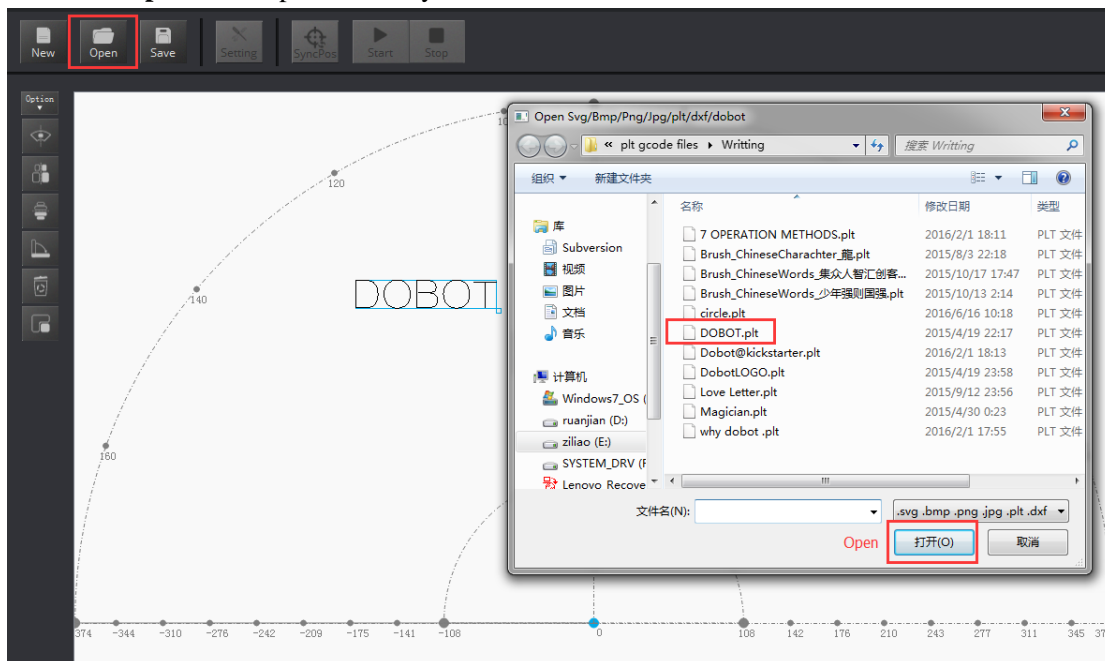 New Open Save Setting SyncPos Start Stop
Option
120
140
160
DOBOT
Open Svg/Bmp/Png/Jpg/plt/dxf/dobot
« plt gcode files ▸ Writting
搜索 Writting
组织 新建文件夹
库
Subversion
视频
图片
文档
音乐
计算机
Windows7_OS (
ruanjian (D:)
ziliao (E:)
SYSTEM_DRV (F
Lenovo Recove
名称 修改日期 类型
7 OPERATION METHODS.plt 2016/2/1 18:11 PLT 文件
Brush_ChineseCharachter_龍.plt 2015/8/3 22:18 PLT 文件
Brush_ChineseWords_集众人智汇创客... 2015/10/17 17:47 PLT 文件
Brush_ChineseWords_少年强则国强.plt 2015/10/13 2:14 PLT 文件
circle.plt 2016/6/16 10:18 PLT 文件
DOBOT.plt 2015/4/19 22:17 PLT 文件
Dobot@kickstarter.plt 2016/2/1 18:13 PLT 文件
DobotLOGO.plt 2015/4/19 23:58 PLT 文件
Love Letter.plt 2015/9/12 23:56 PLT 文件
Magician.plt 2015/4/30 0:23 PLT 文件
why dobot .plt 2016/2/1 17:55 PLT 文件
文件名(N): .svg .bmp .png .jpg .plt .dxf
Open 打开(O) 取消
374 -344 -310 -276 -242 -209 -175 -141 -108 0 108 142 176 210 243 277 311 345 37